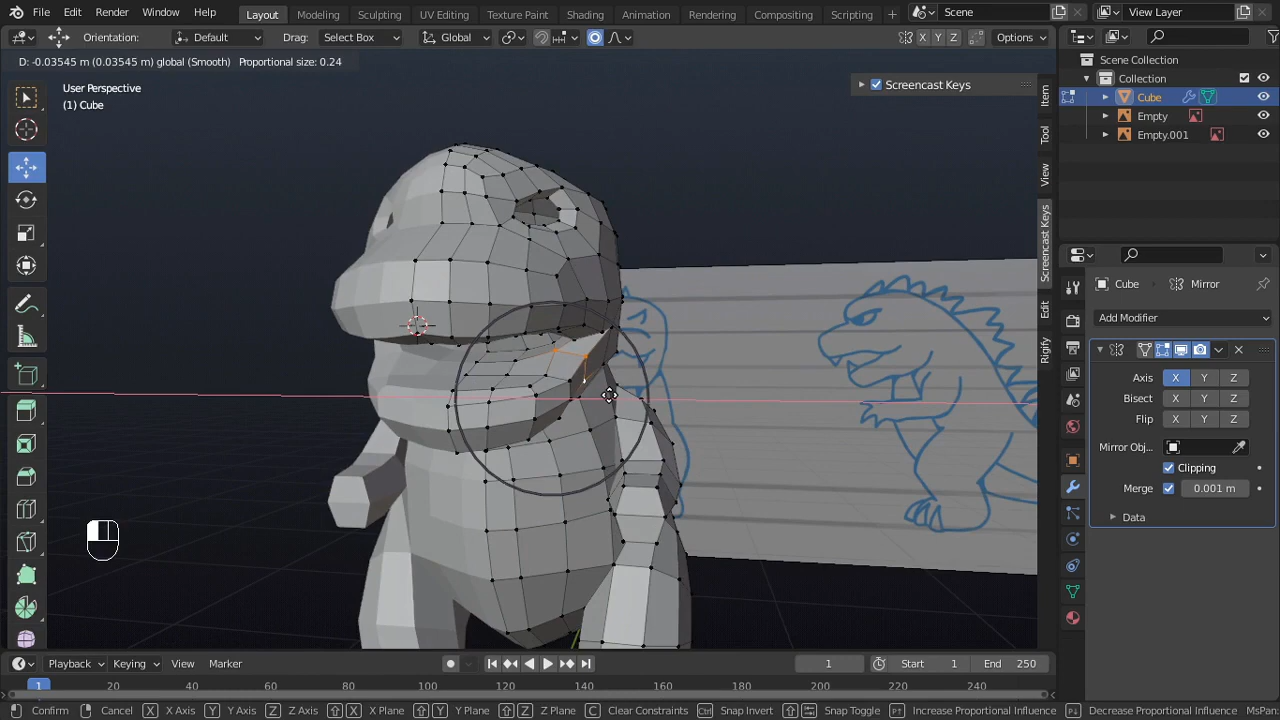 File Edit Render Window Help
Layout Modeling Sculpting UV Editing Texture Paint Shading Animation Rendering Compositing Scripting
Scene
View Layer
Orientation: Default Drag: Select Box Global
X Y Z
Options
D: -0.03545 m (0.03545 m) global (Smooth) Proportional size: 0.24
User Perspective
(1) Cube
Screencast Keys
Item
Tool
View
Screencast Keys
Edit
Rigify
Scene Collection
Collection
Cube
Empty
Empty.001
Cube Mirror
Add Modifier
Axis X Y Z
Bisect X Y Z
Flip X Y Z
Mirror Obj...
Clipping
Merge 0.001 m
Data
Playback Keying View Marker
1
Start 1
End 250
1 20 40 60 80 100 120 140 160 180 200 220 240
Confirm Cancel X X Axis Y Y Axis Z Z Axis X X Plane Y Y Plane Z Z Plane C Clear Constraints Ctrl Snap Invert Snap Toggle Increase Proportional Influence Decrease Proportional Influence MsPan